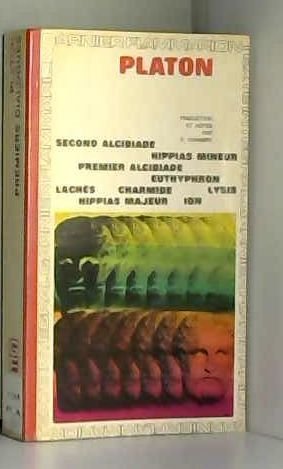 GARNIER FLAMMARION
PLATON
TRADUCTION
ET NOTES
PAR
E. CHAMBRY
SECOND ALCIBIADE
HIPPIAS MINEUR
PREMIER ALCIBIADE
EUTHYPHRON
LACHÈS CHARMIDE LYSIS
HIPPIAS MAJEUR ION
PREMIERS DIALOGUES